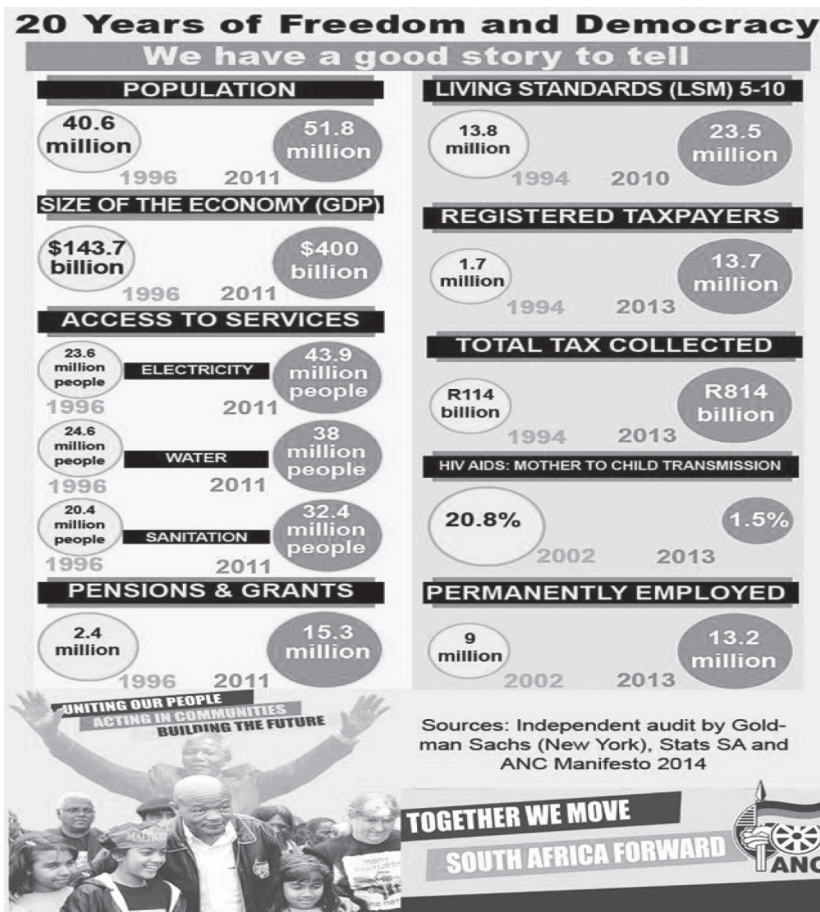 20 Years of Freedom and Democracy
We have a good story to tell
POPULATION
40.6
million
1996
51.8
million
2011
SIZE OF THE ECONOMY (GDP)
$143.7
billion
1996
$400
billion
2011
ACCESS TO SERVICES
23.6
million
people
1996
ELECTRICITY
43.9
million
people
2011
24.6
million
people
1996
WATER
38
million
people
2011
20.4
million
people
1996
SANITATION
32.4
million
people
2011
PENSIONS & GRANTS
2.4
million
1996
15.3
million
2011
LIVING STANDARDS (LSM) 5-10
13.8
million
1994
23.5
million
2010
REGISTERED TAXPAYERS
1.7
million
1994
13.7
million
2013
TOTAL TAX COLLECTED
R114
billion
1994
R814
billion
2013
HIV AIDS: MOTHER TO CHILD TRANSMISSION
20.8%
2002
1.5%
2013
PERMANENTLY EMPLOYED
9
million
2002
13.2
million
2013
UNITING OUR PEOPLE
ACTING IN COMMUNITIES
BUILDING THE FUTURE
Sources: Independent audit by Gold-
man Sachs (New York), Stats SA and
ANC Manifesto 2014
TOGETHER WE MOVE
SOUTH AFRICA FORWARD
ANC